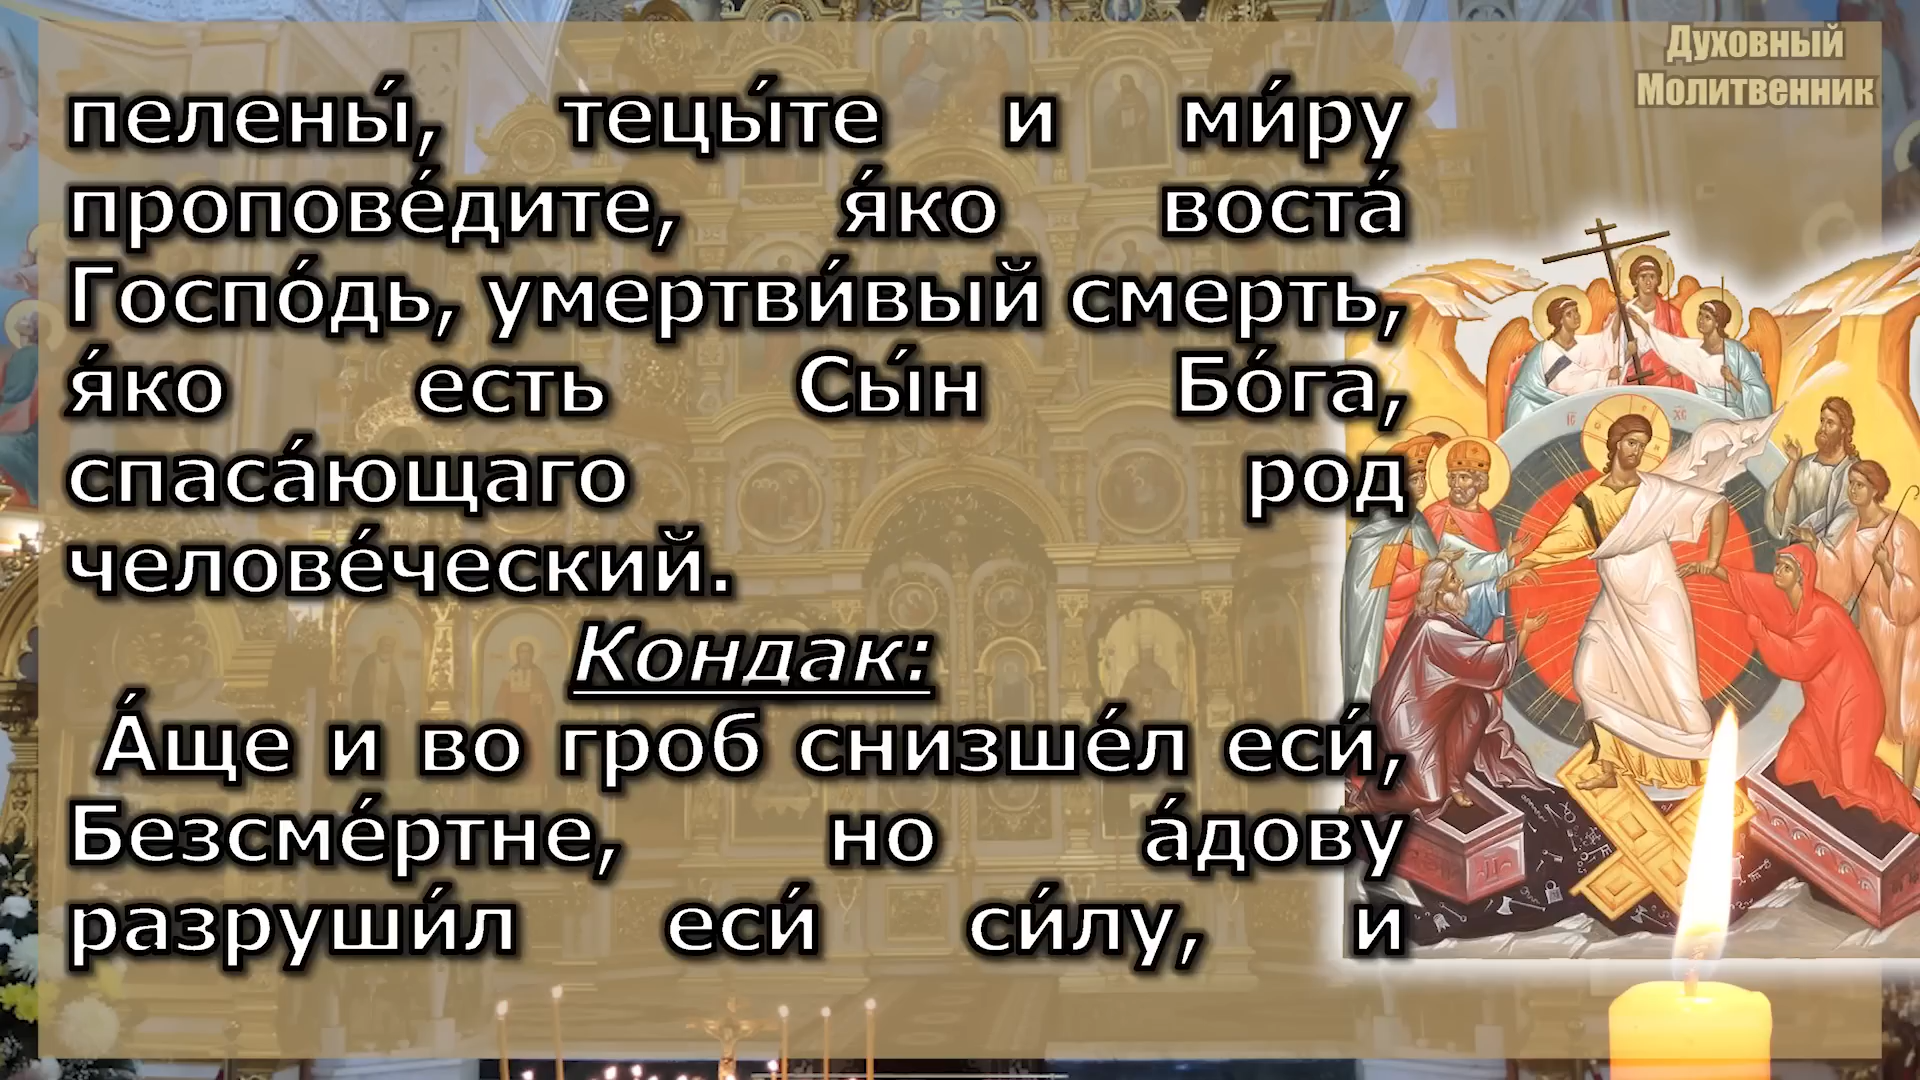 Духовный
Молитвенник
пелены́, тецы́те и ми́ру
пропове́дите, я́ко воста́
Госпо́дь, умертви́вый смерть,
я́ко есть Сы́н Бо́га,
спаса́ющаго род
челове́ческий.
Кондак:
А́ще и во гроб снизше́л еси́,
Безсме́ртне, но а́дову
разруши́л еси́ си́лу, и